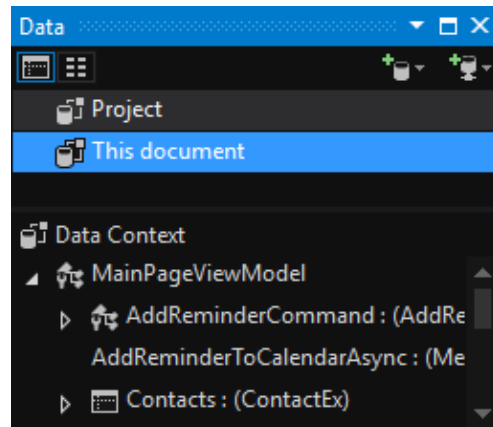 Data
Project
This document
Data Context
MainPageViewModel
AddReminderCommand : (AddRe
AddReminderToCalendarAsync : (Me
Contacts : (ContactEx)